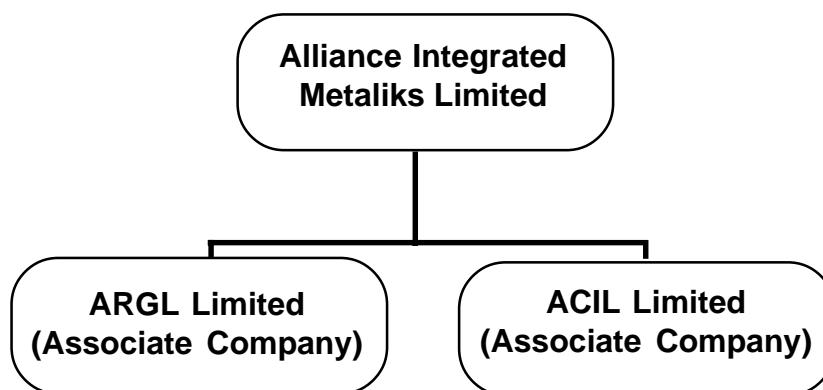 Alliance Integrated
Metaliks Limited
ARGL Limited
(Associate Company)
ACIL Limited
(Associate Company)